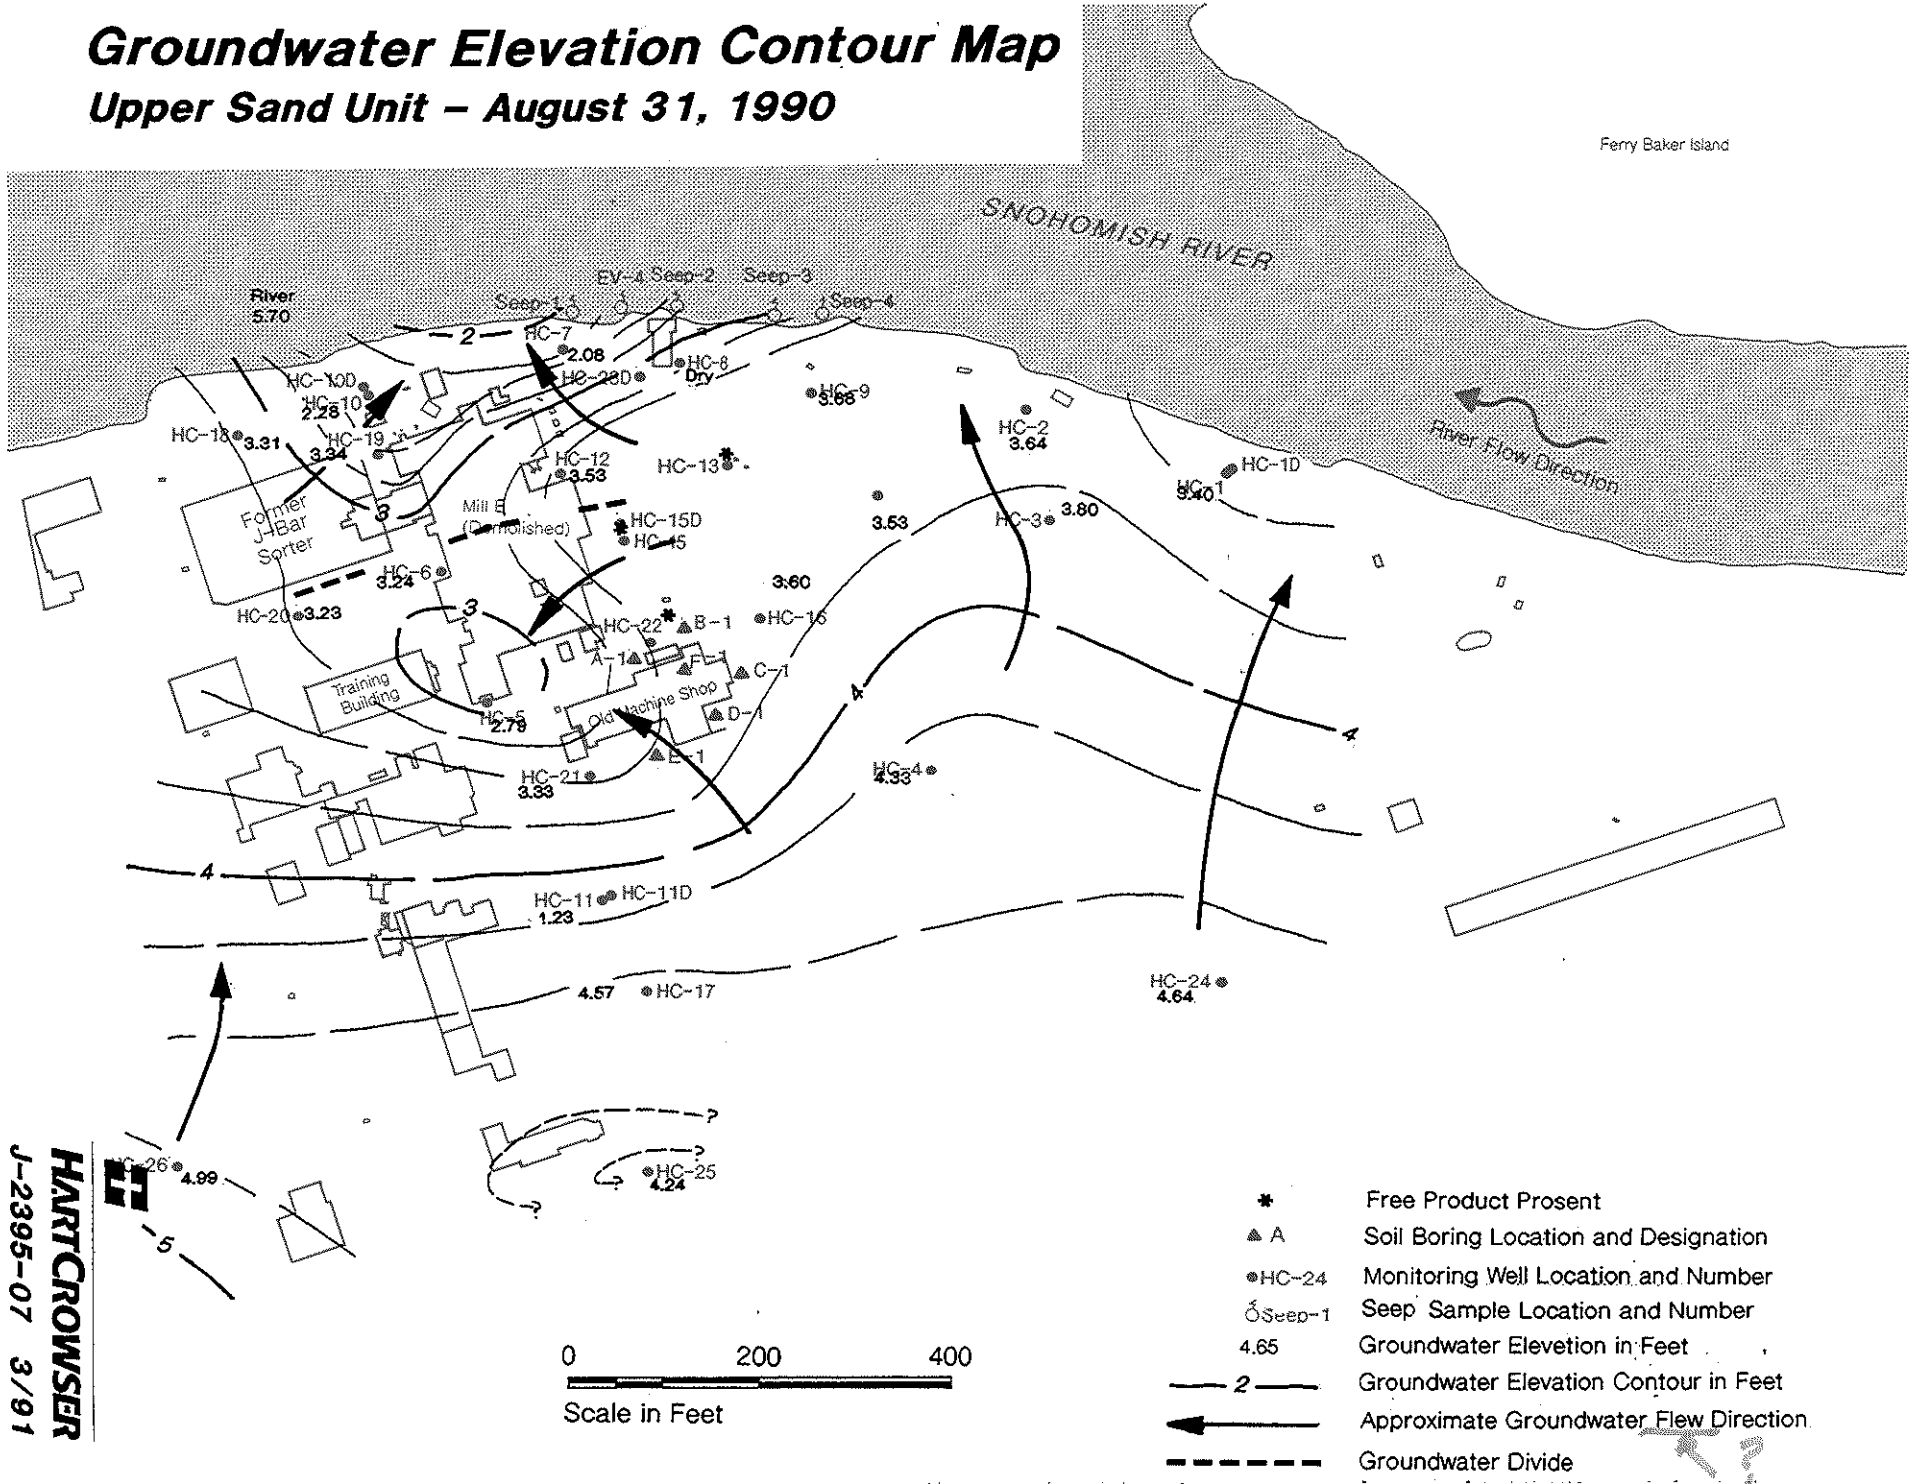 Groundwater Elevation Contour Map
Upper Sand Unit – August 31, 1990
Ferry Baker Island
SNOHOMISH RIVER
River Flow Direction
River
5.70
EV-4
Seep-2
Seep-3
Seep-1
Seep-4
2
HC-7
2.08
HC-8
Dry
HC-23D
HC-9
3.68
HC-10D
HC-10
2.28
HC-2
3.64
HC-18
3.31
HC-19
3.34
HC-12
3.53
HC-13
HC-1D
HC-1
3.40
Former
J-Bar
Sorter
3
Mill E
(Demolished)
HC-15D
HC-15
3.53
HC-3
3.80
HC-6
3.24
3.60
HC-20
3.23
3
HC-22
B-1
HC-16
A-1
F-1
C-1
Training
Building
Old Machine Shop
D-1
4
HC-5
2.79
4
E-1
HC-21
3.33
HC-4
4.33
4
HC-11
HC-11D
1.23
4.57
HC-17
HC-24
4.64
?
?
?
?
HC-25
4.24
HC-26
4.99
5
HARTCROWSER
J-2395-07 3/91
0 200 400
Scale in Feet
* Free Product Prosent
A Soil Boring Location and Designation
HC-24 Monitoring Well Location and Number
Seep-1 Seep Sample Location and Number
4.65 Groundwater Elevetion in Feet
2 Groundwater Elevation Contour in Feet
Approximate Groundwater Flew Direction
Groundwater Divide
?